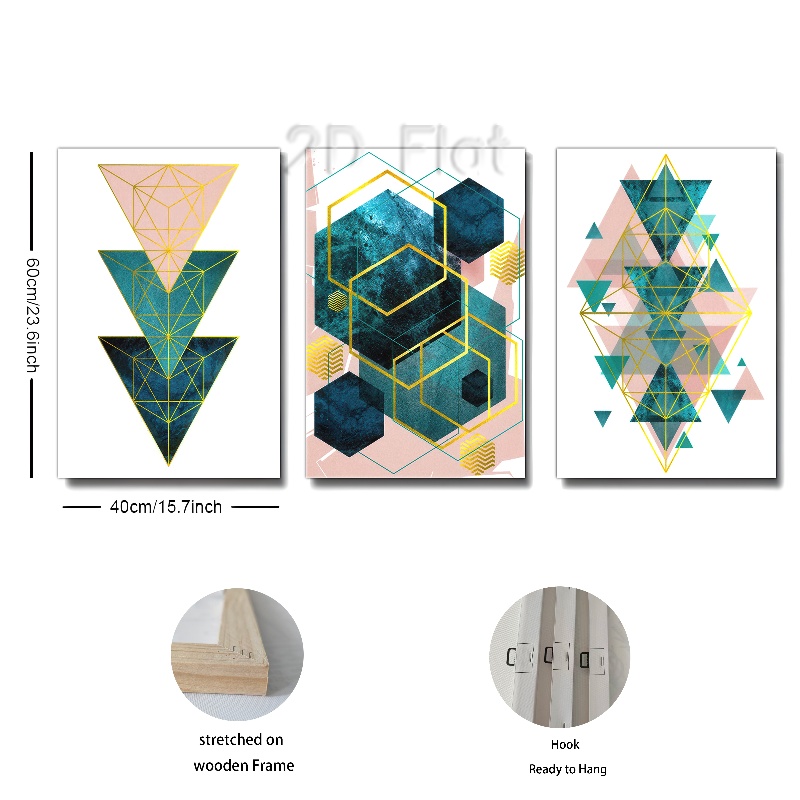 2D Flat
60cm/23.6inch
40cm/15.7inch
stretched on
wooden Frame
Hook
Ready to Hang